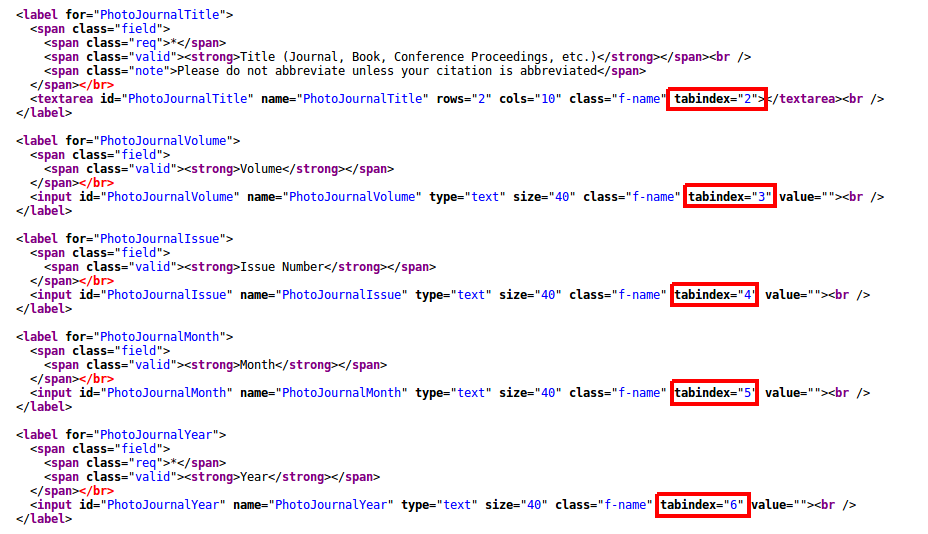 <label for="PhotoJournalTitle">
<span class="field">
<span class="req">*</span>
<span class="valid"><strong>Title (Journal, Book, Conference Proceedings, etc.)</strong></span><br />
<span class="note">Please do not abbreviate unless your citation is abbreviated</span>
</span></br>
<textarea id="PhotoJournalTitle" name="PhotoJournalTitle" rows="2" cols="10" class="f-name" tabindex="2"></textarea><br />
</label>
<label for="PhotoJournalVolume">
<span class="field">
<span class="valid"><strong>Volume</strong></span>
</span></br>
<input id="PhotoJournalVolume" name="PhotoJournalVolume" type="text" size="40" class="f-name" tabindex="3" value=""><br />
</label>
<label for="PhotoJournalIssue">
<span class="field">
<span class="valid"><strong>Issue Number</strong></span>
</span></br>
<input id="PhotoJournalIssue" name="PhotoJournalIssue" type="text" size="40" class="f-name" tabindex="4" value=""><br />
</label>
<label for="PhotoJournalMonth">
<span class="field">
<span class="valid"><strong>Month</strong></span>
</span></br>
<input id="PhotoJournalMonth" name="PhotoJournalMonth" type="text" size="40" class="f-name" tabindex="5" value=""><br />
</label>
<label for="PhotoJournalYear">
<span class="field">
<span class="req">*</span>
<span class="valid"><strong>Year</strong></span>
</span></br>
<input id="PhotoJournalYear" name="PhotoJournalYear" type="text" size="40" class="f-name" tabindex="6" value=""><br />
</label>